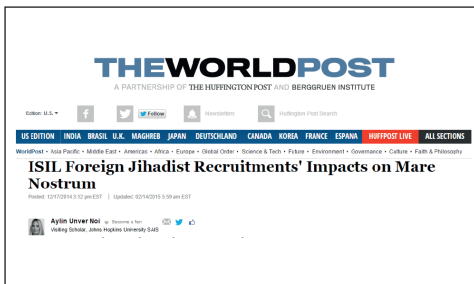 THEWORLDPOST
A PARTNERSHIP OF THE HUFFINGTON POST AND BERGGRUEN INSTITUTE
Edition: U.S. Follow Newsletters Huffington Post Search
US EDITION INDIA BRASIL U.K. MAGHREB JAPAN DEUTSCHLAND CANADA KOREA FRANCE ESPANA HUFFPOST LIVE ALL SECTIONS
WorldPost • Asia Pacific • Middle East • Americas • Africa • Europe • Global Order • Science & Tech • Future • Environment • Governance • Culture • Faith & Philosophy
ISIL Foreign Jihadist Recruitments' Impacts on Mare
Nostrum
Posted: 12/17/2014 5:12 pm EST | Updated: 02/14/2015 5:59 am EST
Aylin Unver Noi Become a fan
Visiting Scholar, Johns Hopkins University SAIS